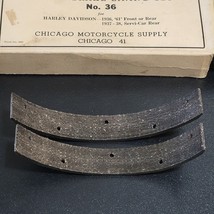 No. 36
for
HARLEY DAVIDSON - 1936, '61' Front or Rear
1937-38, Servi-Car Rear
CHICAGO MOTORCYCLE SUPPLY
CHICAGO 41